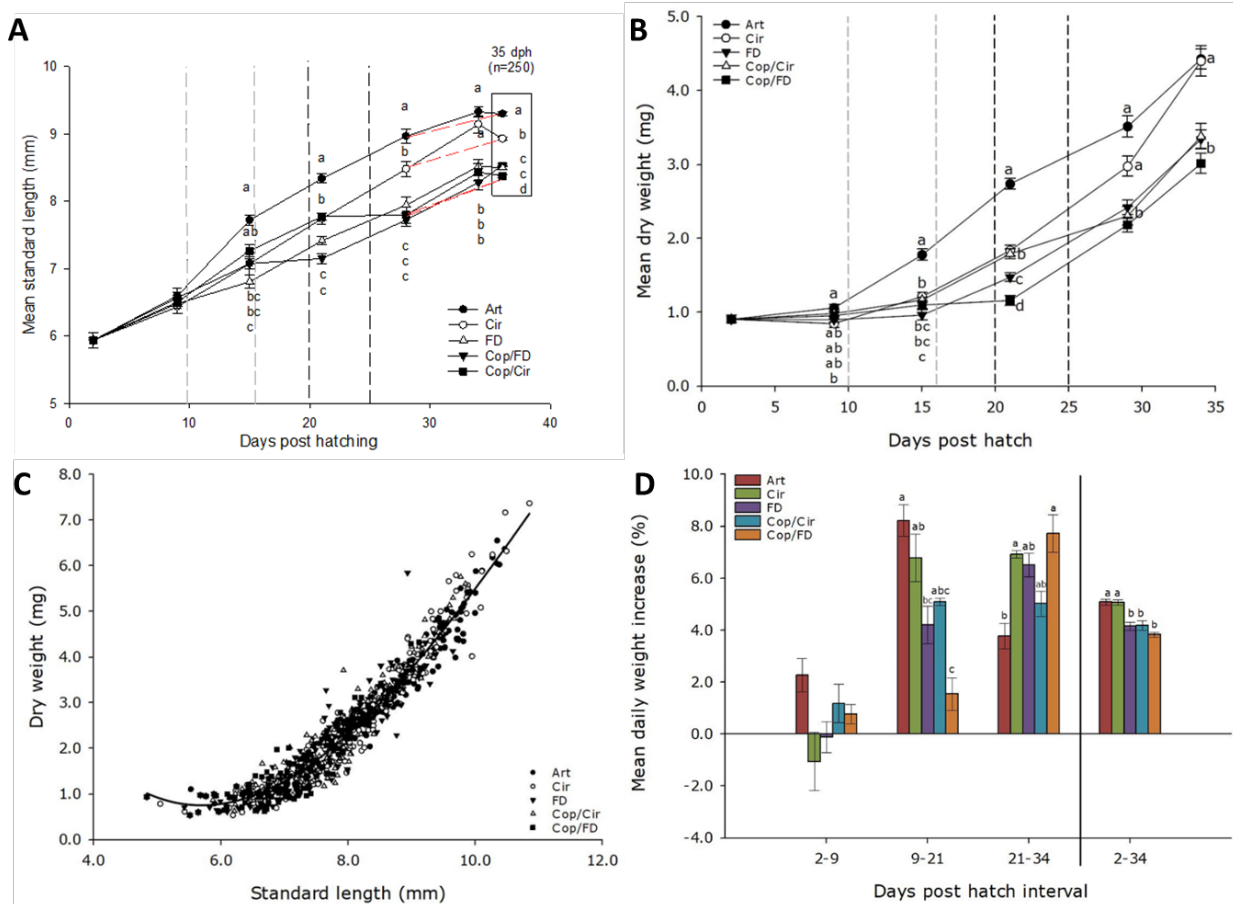 A
35 dph
(n=250)
Mean standard length (mm)
10
9
8
7
6
5
a
ab
bc
bc
c
a
b
c
c
a
b
c
c
c
a
a
b
b
b
a
b
c
c
d
Art
Cir
FD
Cop/FD
Cop/Cir
0
10
20
30
40
Days post hatching
B
Mean dry weight (mg)
5.0
4.0
3.0
2.0
1.0
0.0
Art
Cir
FD
Cop/Cir
Cop/FD
a
ab
ab
ab
b
a
b
bc
bc
c
a
b
c
d
a
a
b
a
b
0
5
10
15
20
25
30
35
Days post hatch
C
Dry weight (mg)
8.0
7.0
6.0
5.0
4.0
3.0
2.0
1.0
0.0
Art
Cir
FD
Cop/Cir
Cop/FD
4.0
6.0
8.0
10.0
12.0
Standard length (mm)
D
Mean daily weight increase (%)
10.0
8.0
6.0
4.0
2.0
0.0
-2.0
-4.0
Art
Cir
FD
Cop/Cir
Cop/FD
a
ab
bc
abc
c
b
a
ab
ab
a
a
a
b
b
b
2-9
9-21
21-34
2-34
Days post hatch interval